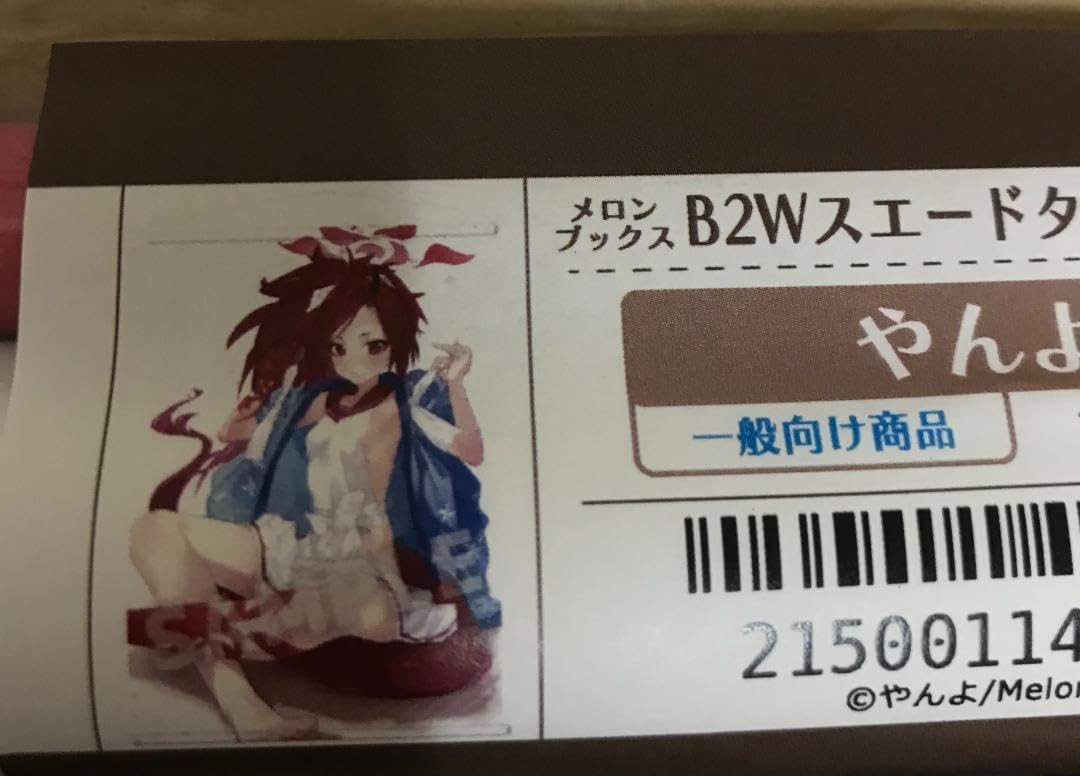 メロンブックス B2Wスエードタ
やんよ
一般向け商品
21500114
©やんよ/Melon
SAMPLE